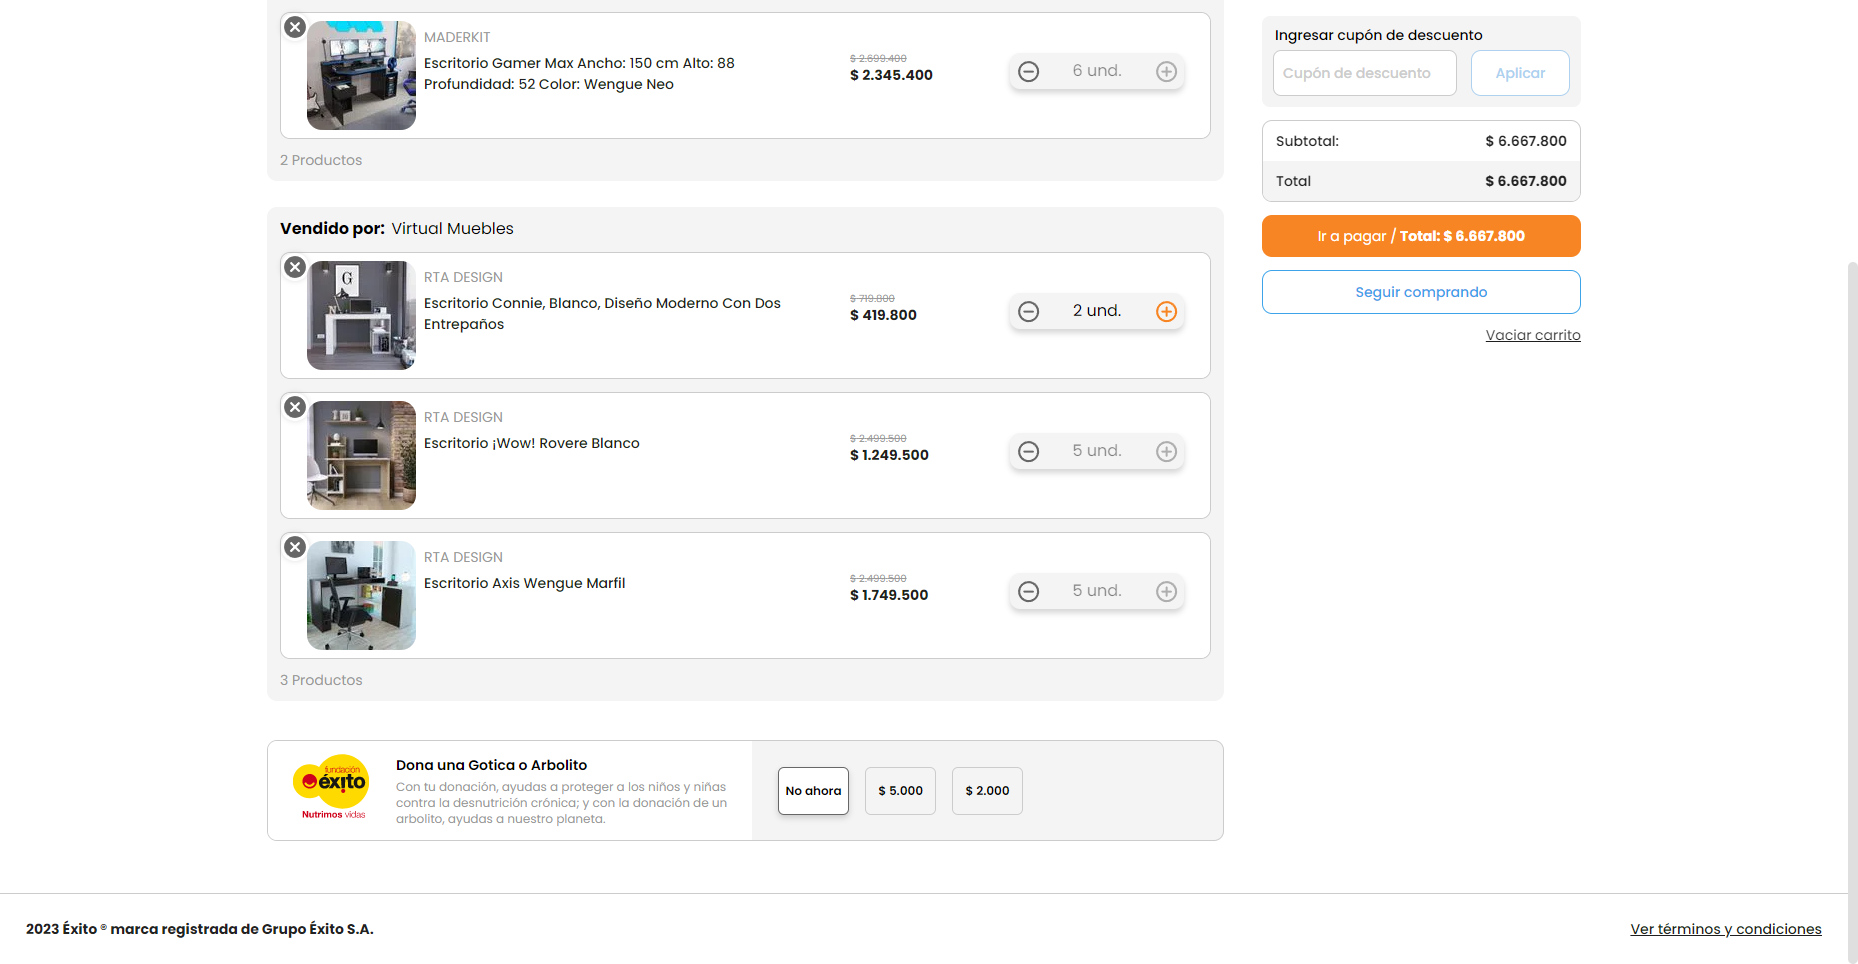 MADERKIT
Escritorio Gamer Max Ancho: 150 cm Alto: 88
Profundidad: 52 Color: Wengue Neo
$ 2.699.400
$ 2.345.400
6 und.
2 Productos
Vendido por: Virtual Muebles
RTA DESIGN
Escritorio Connie, Blanco, Diseño Moderno Con Dos
Entrepaños
$ 719.800
$ 419.800
2 und.
RTA DESIGN
Escritorio ¡Wow! Rovere Blanco
$ 2.499.500
$ 1.249.500
5 und.
RTA DESIGN
Escritorio Axis Wengue Marfil
$ 2.499.500
$ 1.749.500
5 und.
3 Productos
fundación
éxito
Nutrimos vidas
Dona una Gotica o Arbolito
Con tu donación, ayudas a proteger a los niños y niñas
contra la desnutrición crónica; y con la donación de un
arbolito, ayudas a nuestro planeta.
No ahora
$ 5.000
$ 2.000
Ingresar cupón de descuento
Cupón de descuento
Aplicar
Subtotal: $ 6.667.800
Total $ 6.667.800
Ir a pagar / Total: $ 6.667.800
Seguir comprando
Vaciar carrito
2023 Éxito ® marca registrada de Grupo Éxito S.A.
Ver términos y condiciones
G